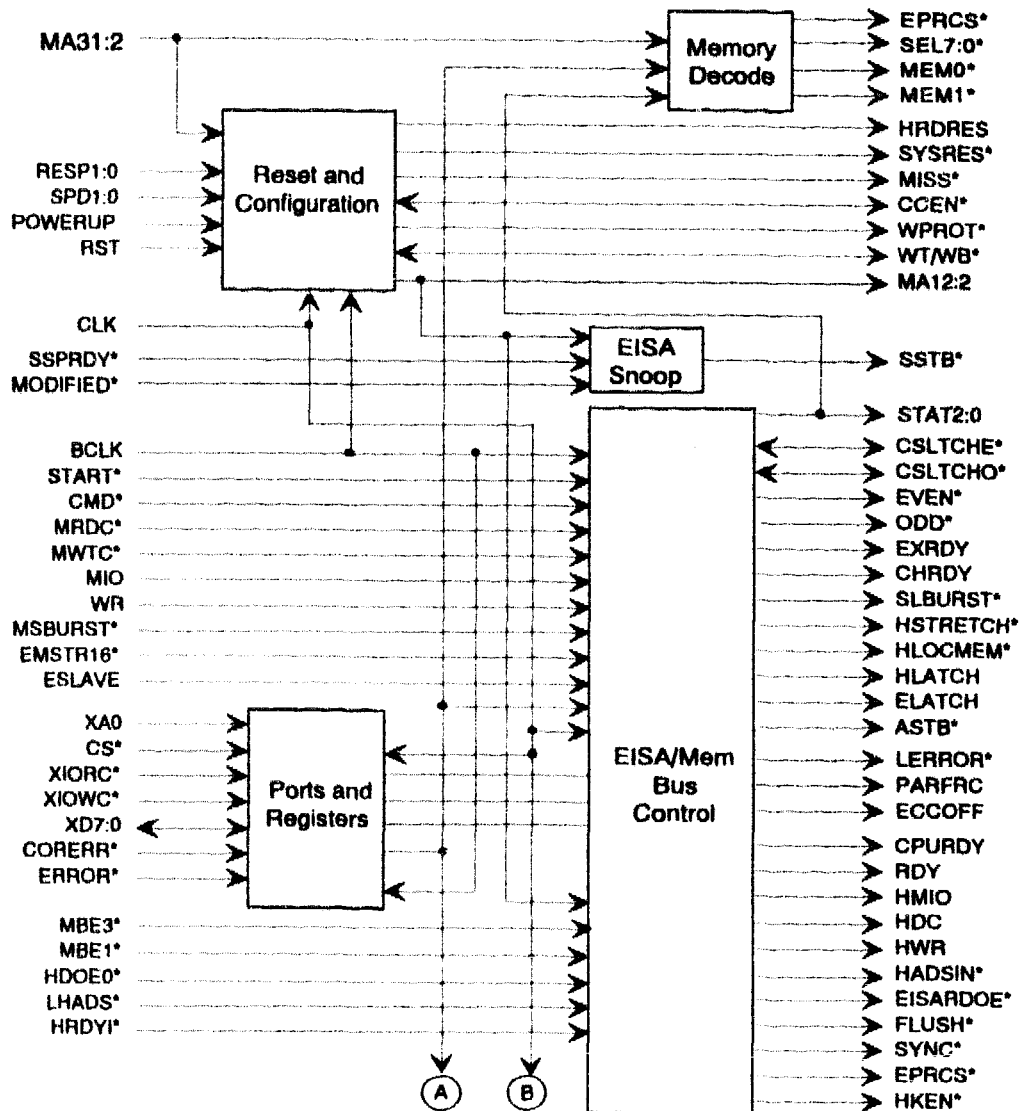 MA31:2
RESP1:0
SPD1:0
POWERUP
RST
CLK
SSPRDY*
MODIFIED*
BCLK
START*
CMD*
MRDC*
MWTC*
MIO
WR
MSBURST*
EMSTR16*
ESLAVE
XA0
CS*
XIORC*
XIOWC*
XD7:0
CORERR*
ERROR*
MBE3*
MBE1*
HDOE0*
LHADS*
HRDYI*
Reset and
Configuration
Ports and
Registers
A
B
Memory
Decode
EISA
Snoop
EISA/Mem
Bus
Control
EPRCS*
SEL7:0*
MEM0*
MEM1*
HRDRES
SYSRES*
MISS*
CCEN*
WPROT*
WT/WB*
MA12:2
SSTB*
STAT2:0
CSLTCHE*
CSLTCHO*
EVEN*
ODD*
EXRDY
CHRDY
SLBURST*
HSTRETCH*
HLOCMEM*
HLATCH
ELATCH
ASTB*
LERROR*
PARFRC
ECCOFF
CPURDY
RDY
HMIO
HDC
HWR
HADSIN*
EISARDOE*
FLUSH*
SYNC*
EPRCS*
HKEN*